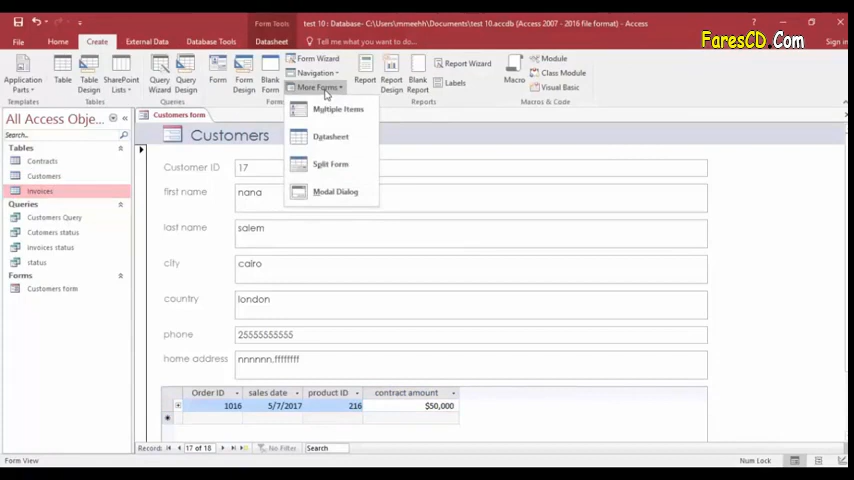 Form Tools
test 10 : Database- C:\Users\mmeehh\Documents\test 10.accdb (Access 2007 - 2016 file format) - Access
FaresCD.Com
File
Home
Create
External Data
Database Tools
Datasheet
Tell me what you want to do...
Sign in
Application Parts
Table
Table Design
SharePoint Lists
Query Wizard
Query Design
Form
Form Design
Blank Form
Form Wizard
Navigation
More Forms
Report
Report Design
Blank Report
Report Wizard
Labels
Macro
Module
Class Module
Visual Basic
Templates
Tables
Queries
Reports
Macros & Code
Multiple Items
Datasheet
Split Form
Modal Dialog
All Access Obje...
Search...
Tables
Contracts
Customers
Invoices
Queries
Customers Query
Cutomers status
invoices status
status
Forms
Customers form
Customers form
Customers
Customer ID
17
first name
nana
last name
salem
city
cairo
country
london
phone
25555555555
home address
nnnnnn,ffffffff
Order ID
sales date
product ID
contract amount
1016
5/7/2017
216
$50,000
Record:
17 of 18
No Filter
Search
Form View
Num Lock